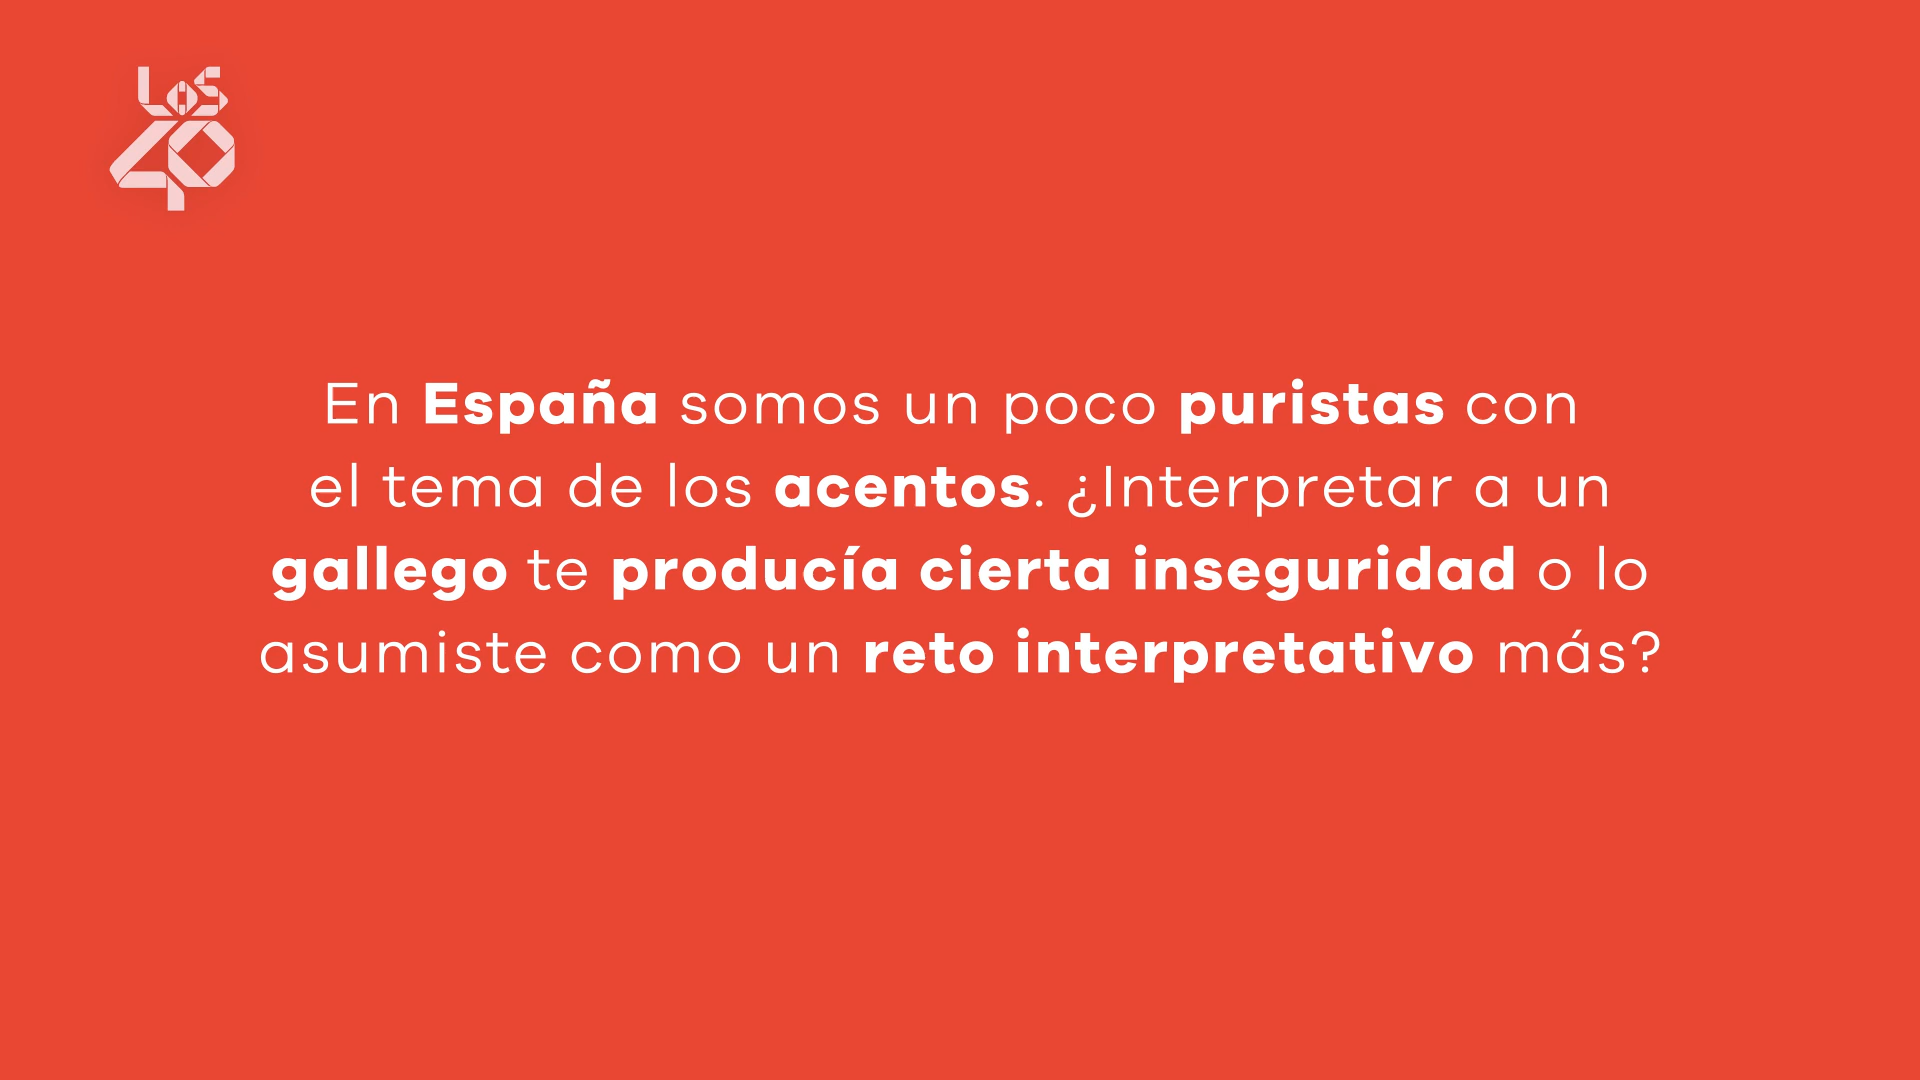 LOS
40
En España somos un poco puristas con
el tema de los acentos. ¿Interpretar a un
gallego te producía cierta inseguridad o lo
asumiste como un reto interpretativo más?